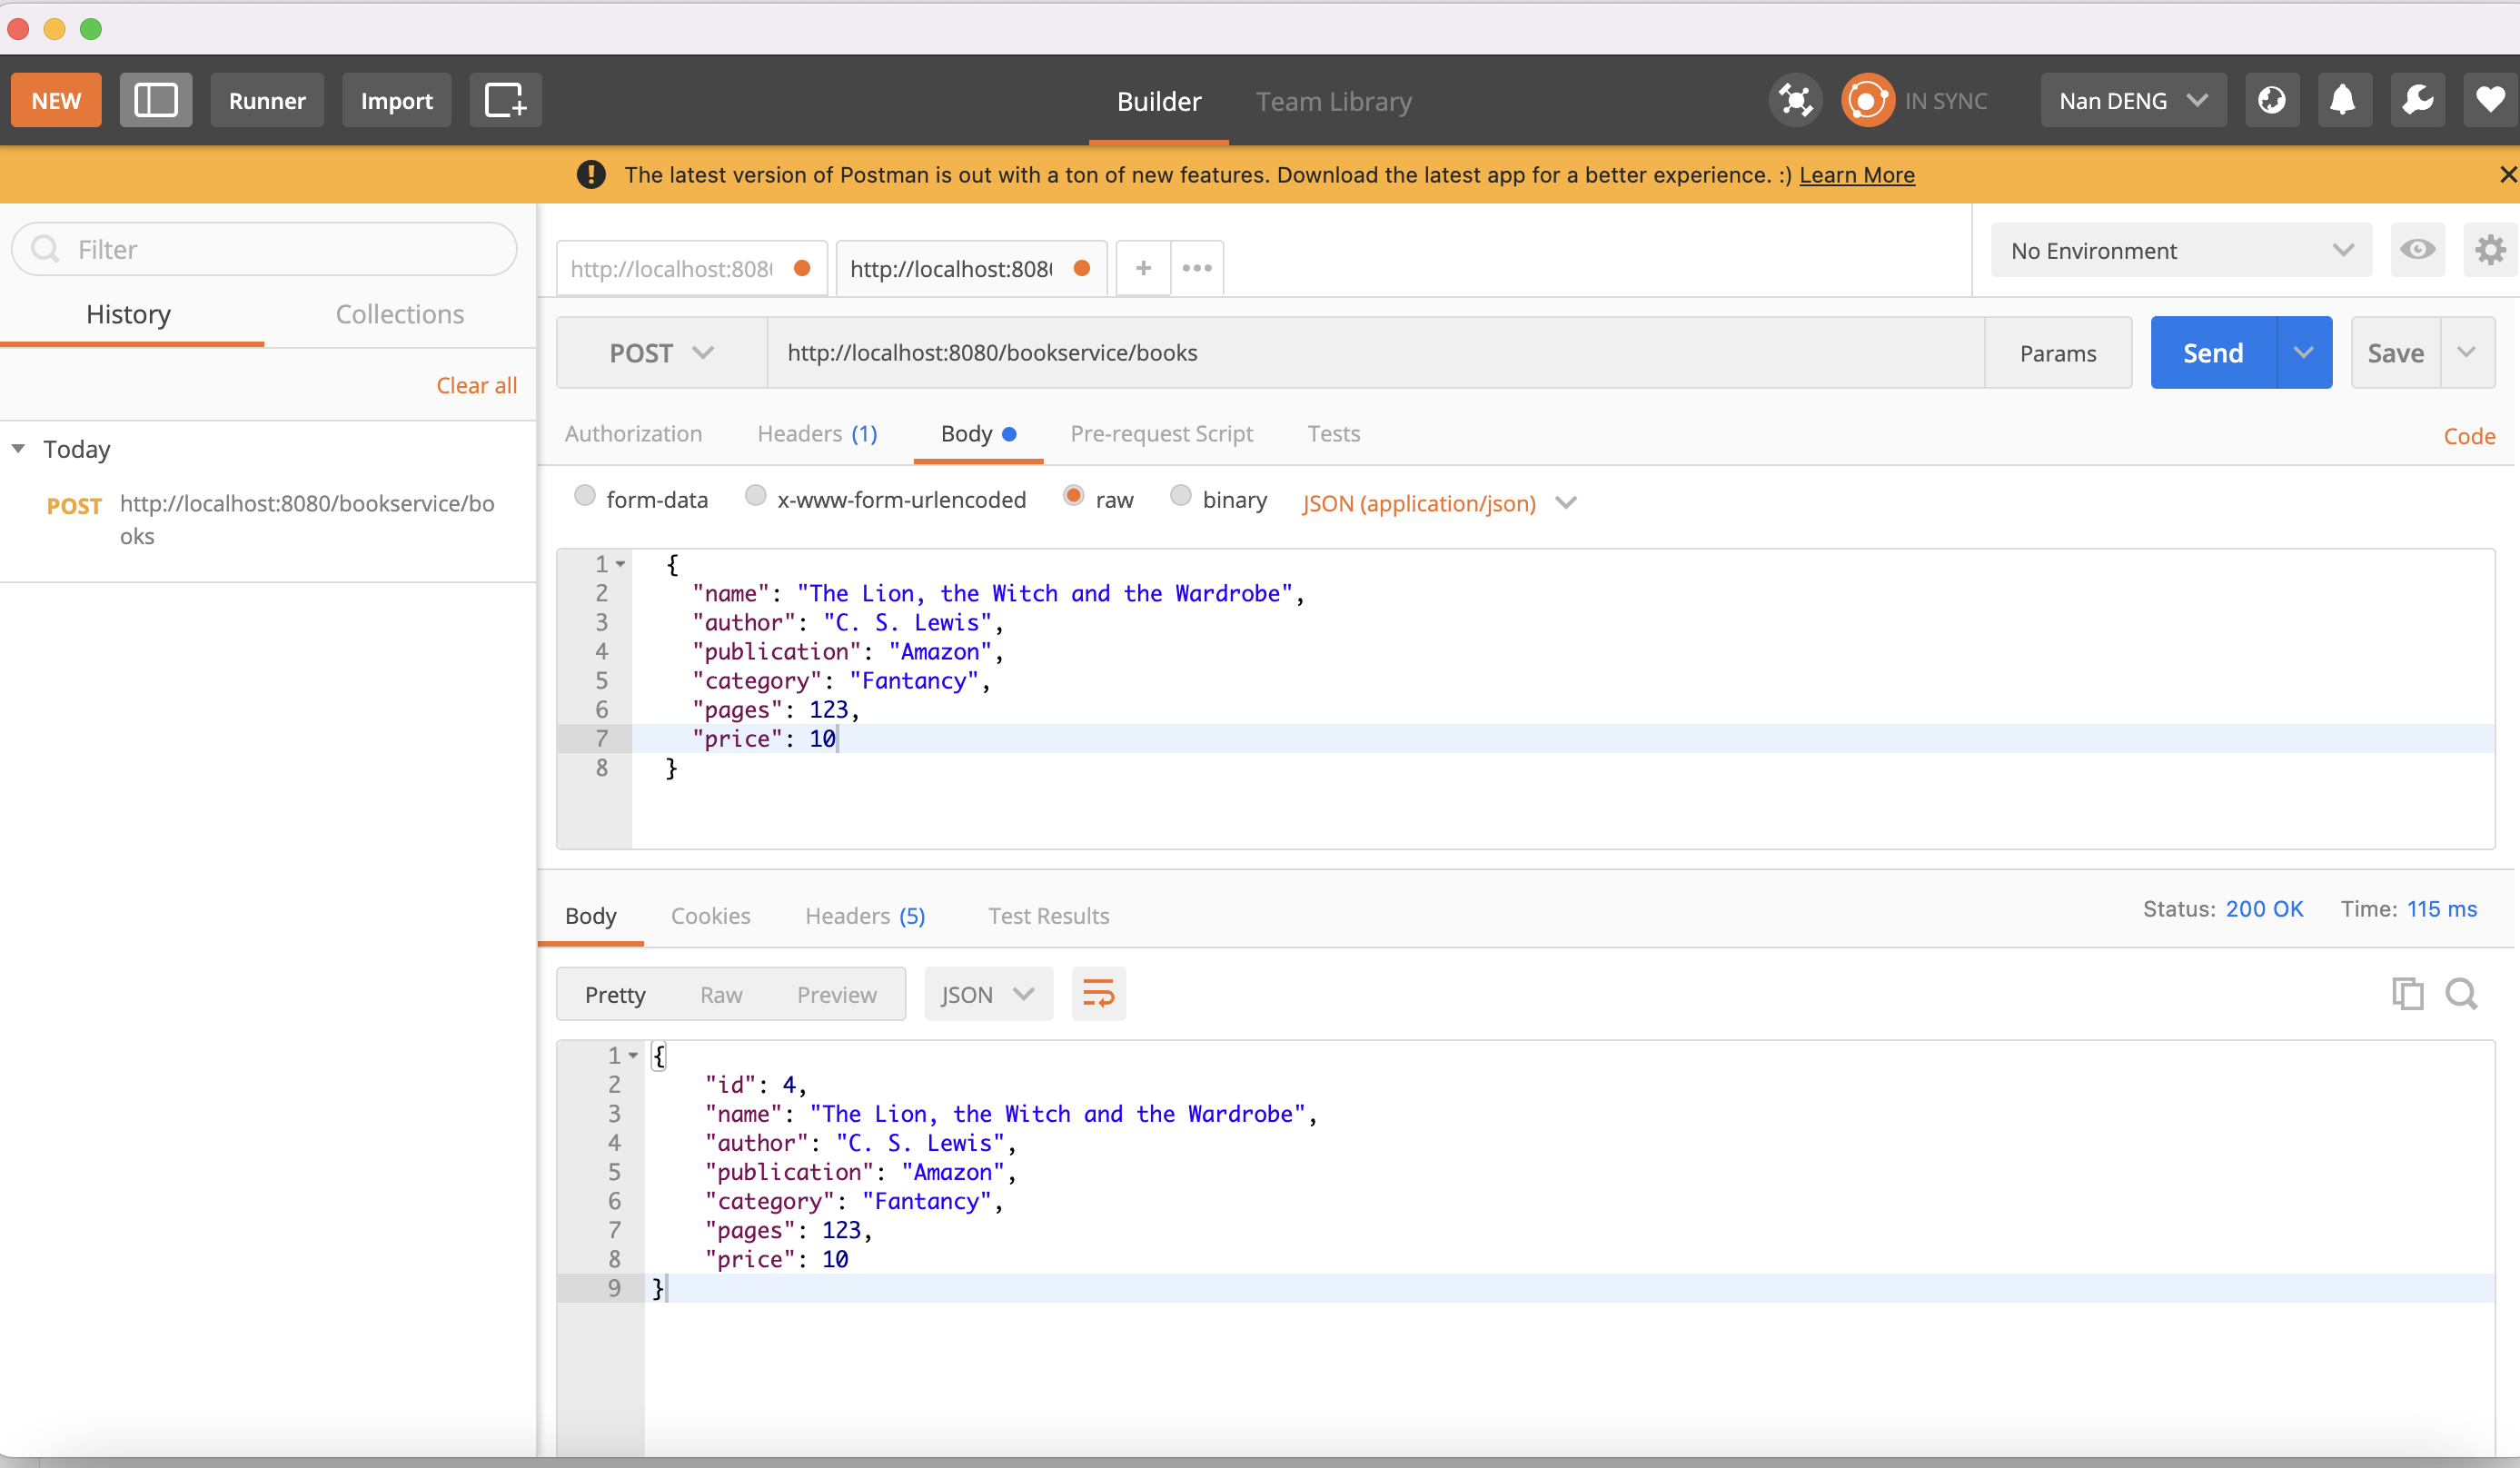 NEW Runner Import Builder Team Library IN SYNC Nan DENG
The latest version of Postman is out with a ton of new features. Download the latest app for a better experience. :) Learn More
Filter
History Collections
Clear all
Today
POST http://localhost:8080/bookservice/bo
oks
http://localhost:808 http://localhost:808 + No Environment
POST http://localhost:8080/bookservice/books Params Send Save
Authorization Headers (1) Body Pre-request Script Tests Code
form-data x-www-form-urlencoded raw binary JSON (application/json)
1 {
2 "name": "The Lion, the Witch and the Wardrobe",
3 "author": "C. S. Lewis",
4 "publication": "Amazon",
5 "category": "Fantancy",
6 "pages": 123,
7 "price": 10
8 }
Body Cookies Headers (5) Test Results Status: 200 OK Time: 115 ms
Pretty Raw Preview JSON
1 {
2 "id": 4,
3 "name": "The Lion, the Witch and the Wardrobe",
4 "author": "C. S. Lewis",
5 "publication": "Amazon",
6 "category": "Fantancy",
7 "pages": 123,
8 "price": 10
9 }